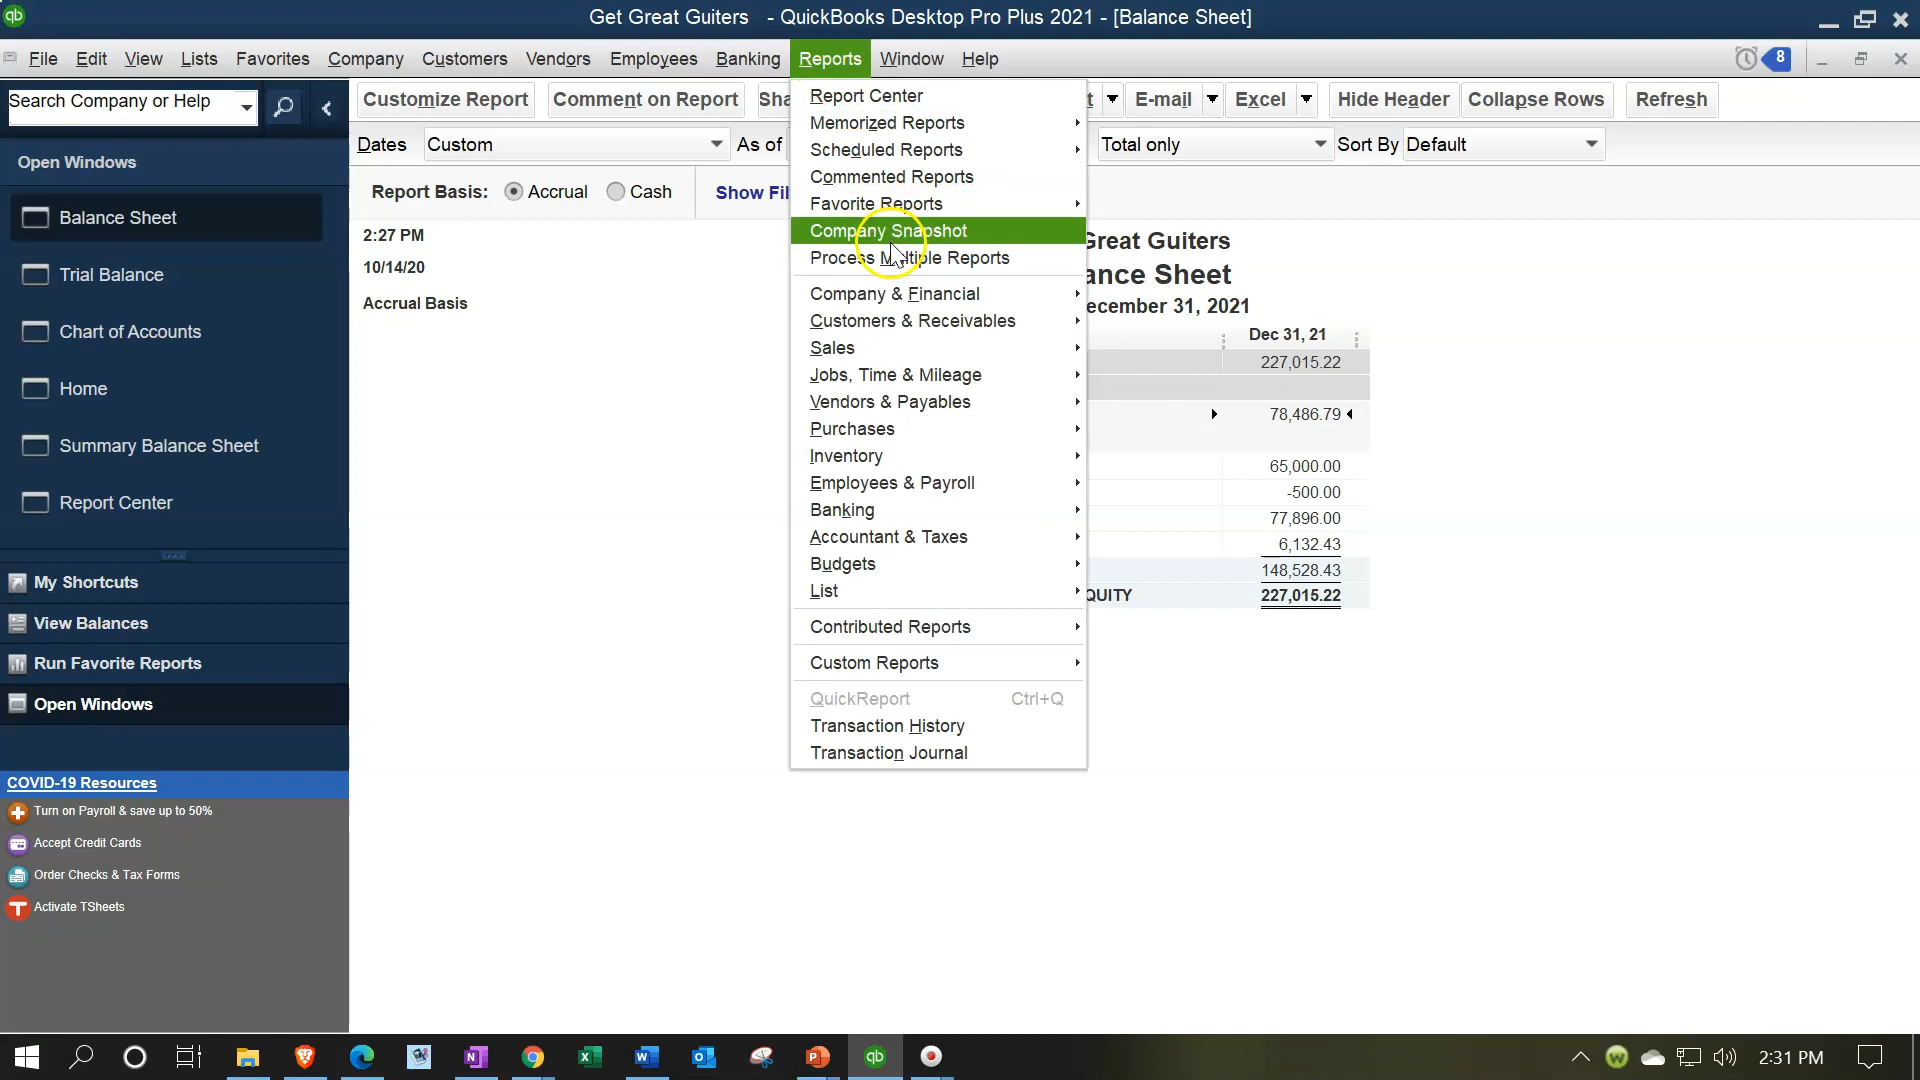 Get Great Guiters - QuickBooks Desktop Pro Plus 2021 - [Balance Sheet]
File Edit View Lists Favorites Company Customers Vendors Employees Banking Reports Window Help 8
Search Company or Help
Customize Report Comment on Report Sha t E-mail Excel Hide Header Collapse Rows Refresh
Dates Custom As of Total only Sort By Default
Report Basis: Accrual Cash Show Fil
Open Windows
Balance Sheet
Trial Balance
Chart of Accounts
Home
Summary Balance Sheet
Report Center
My Shortcuts
View Balances
Run Favorite Reports
Open Windows
COVID-19 Resources
Turn on Payroll & save up to 50%
Accept Credit Cards
Order Checks & Tax Forms
Activate TSheets
2:27 PM
10/14/20
Accrual Basis
Report Center
Memorized Reports
Scheduled Reports
Commented Reports
Favorite Reports
Company Snapshot
Process Multiple Reports
Company & Financial
Customers & Receivables
Sales
Jobs, Time & Mileage
Vendors & Payables
Purchases
Inventory
Employees & Payroll
Banking
Accountant & Taxes
Budgets
List
Contributed Reports
Custom Reports
QuickReport Ctrl+Q
Transaction History
Transaction Journal
Great Guiters
ance Sheet
ecember 31, 2021
Dec 31, 21
227,015.22
78,486.79
65,000.00
-500.00
77,896.00
6,132.43
148,528.43
QUITY 227,015.22
2:31 PM